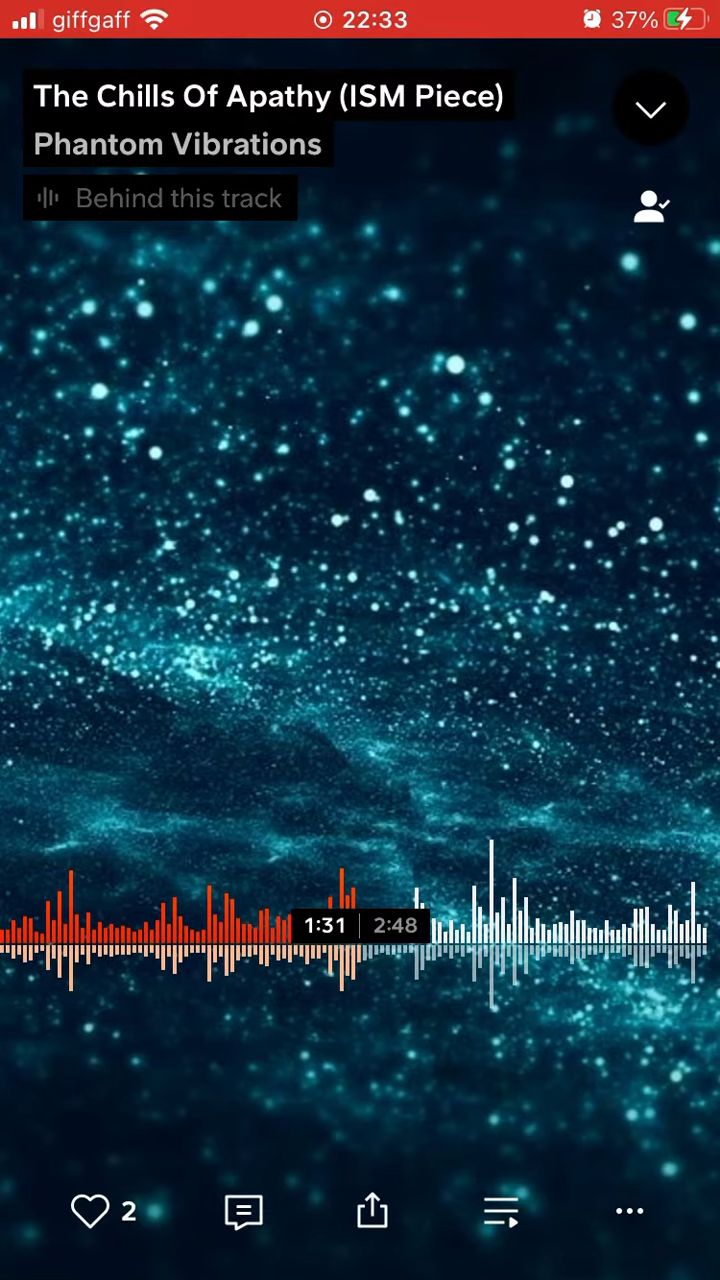 giffgaff 22:33 37%
The Chills Of Apathy (ISM Piece)
Phantom Vibrations
Behind this track
1:31 2:48
2